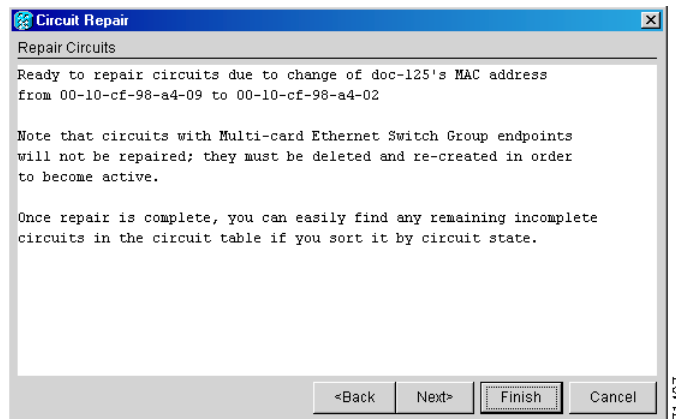 Circuit Repair
Repair Circuits
Ready to repair circuits due to change of doc-125's MAC address
from 00-10-cf-98-a4-09 to 00-10-cf-98-a4-02
Note that circuits with Multi-card Ethernet Switch Group endpoints
will not be repaired; they must be deleted and re-created in order
to become active.
Once repair is complete, you can easily find any remaining incomplete
circuits in the circuit table if you sort it by circuit state.
<Back Next> Finish Cancel